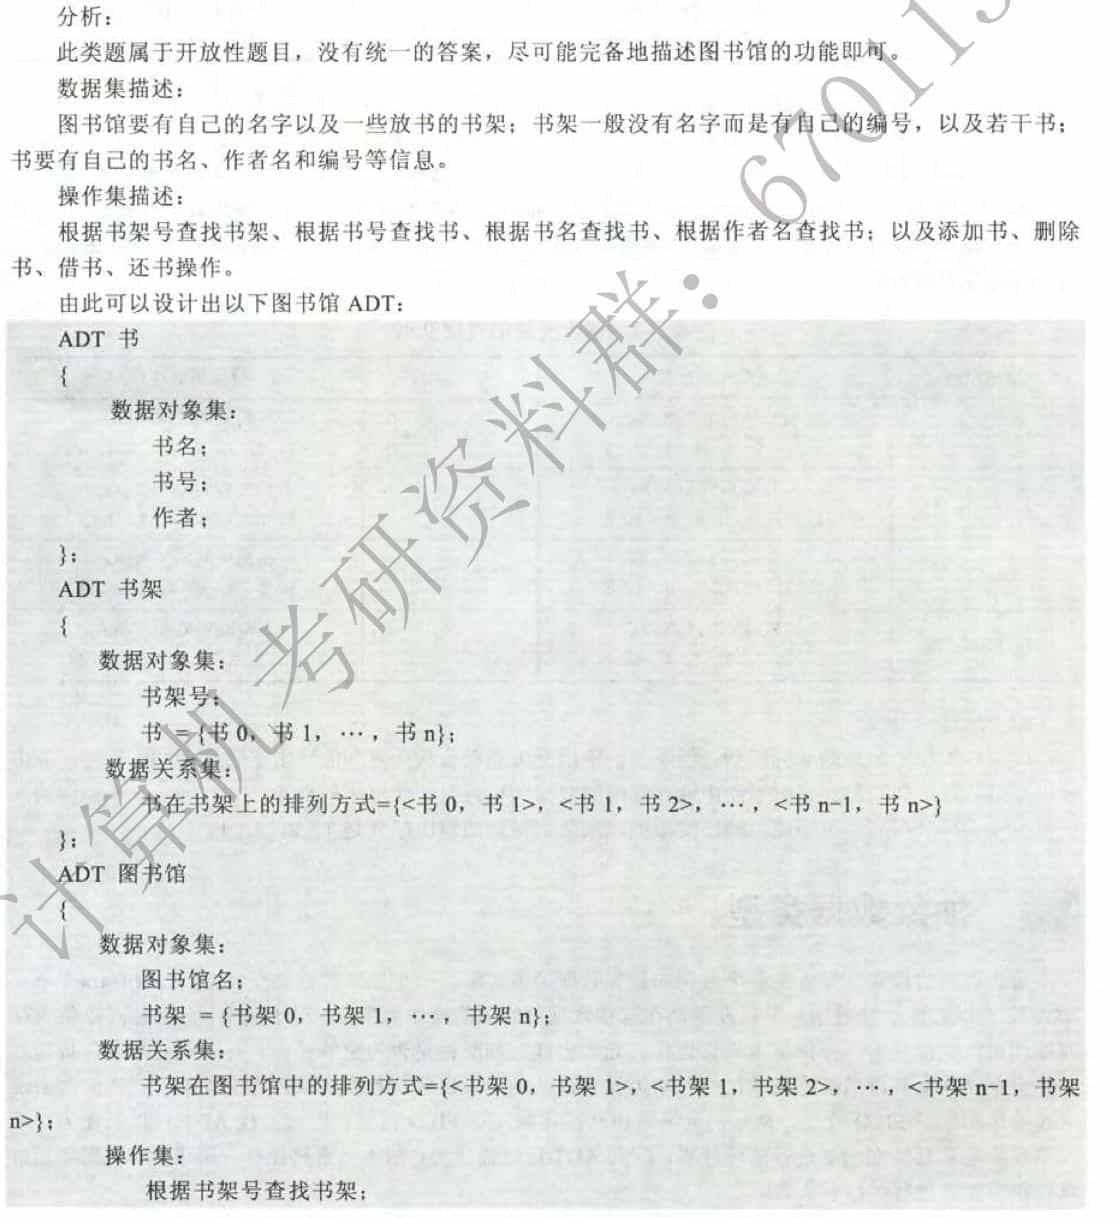 分析：
此类题属于开放性题目，没有统一的答案，尽可能完备地描述图书馆的功能即可。
数据集描述：
图书馆要有自己的名字以及一些放书的书架；书架一般没有名字而是有自己的编号，以及若干书；
书要有自己的书名、作者名和编号等信息。
操作集描述：
根据书架号查找书架、根据书号查找书、根据书名查找书、根据作者名查找书；以及添加书、删除
书、借书、还书操作。
由此可以设计出以下图书馆 ADT：
ADT 书
{
数据对象集：
书名；
书号；
作者；
}；
ADT 书架
{
数据对象集：
书架号；
书 = {书 0，书 1，…，书 n}；
数据关系集：
书在书架上的排列方式={<书 0，书 1>，<书 1，书 2>，…，<书 n-1，书 n>}
}；
ADT 图书馆
{
数据对象集：
图书馆名；
书架 = {书架 0，书架 1，…，书架 n}；
数据关系集：
书架在图书馆中的排列方式={<书架 0，书架 1>，<书架 1，书架 2>，…，<书架 n-1，书架
n>}；
操作集：
根据书架号查找书架；
计算机考研资料群：670113